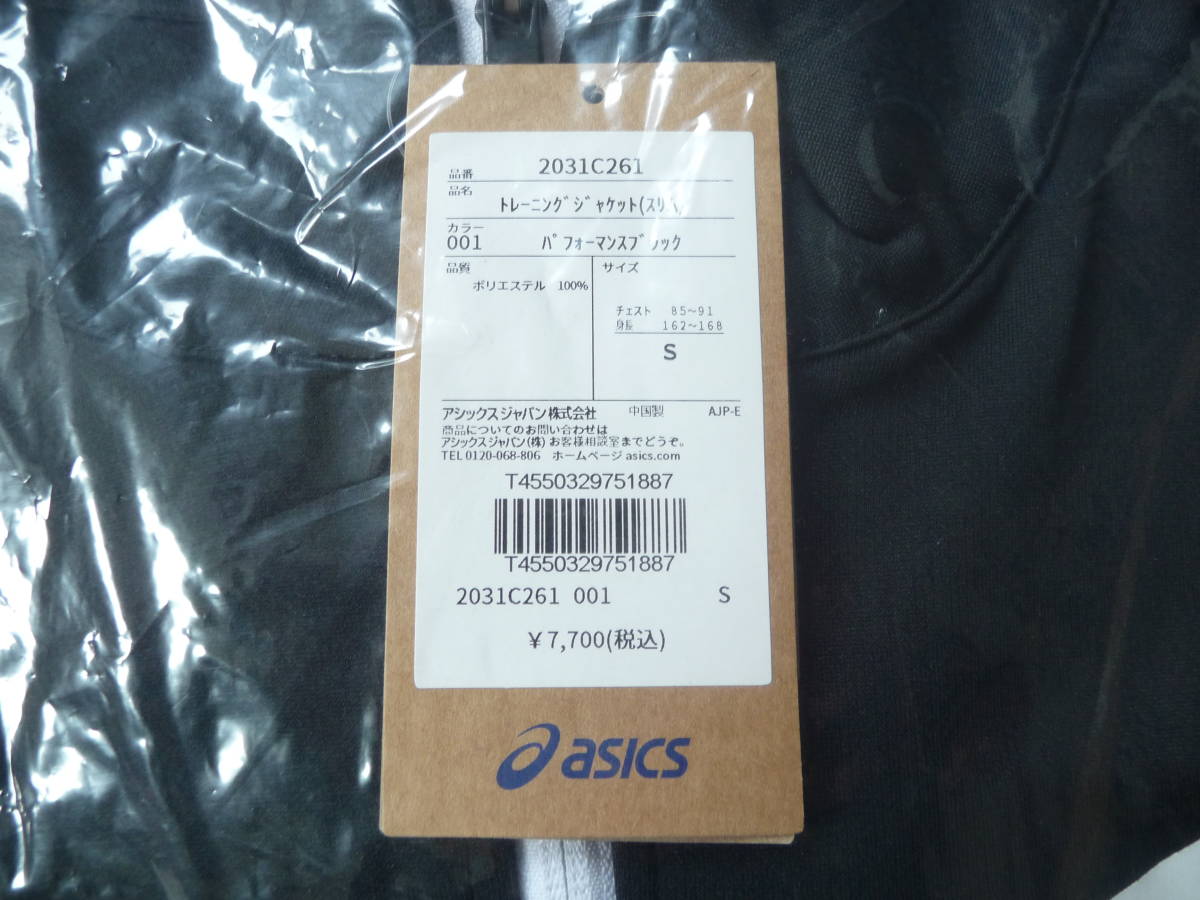 品番 2031C261
品名
ﾄﾚｰﾆﾝｸﾞｼﾞｬｹｯﾄ(ｽﾘﾑ)
カラー
001 ﾊﾟﾌｫｰﾏﾝｽﾌﾞﾗｯｸ
品質
ポリエステル 100%
サイズ
チェスト 85～91
身長 162～168
S
アシックスジャパン株式会社 中国製 AJP-E
商品についてのお問い合わせは
アシックスジャパン(株)お客様相談室までどうぞ。
TEL 0120-068-806 ホームページ asics.com
T4550329751887
T4550329751887
2031C261 001 S
¥7,700(税込)
asics